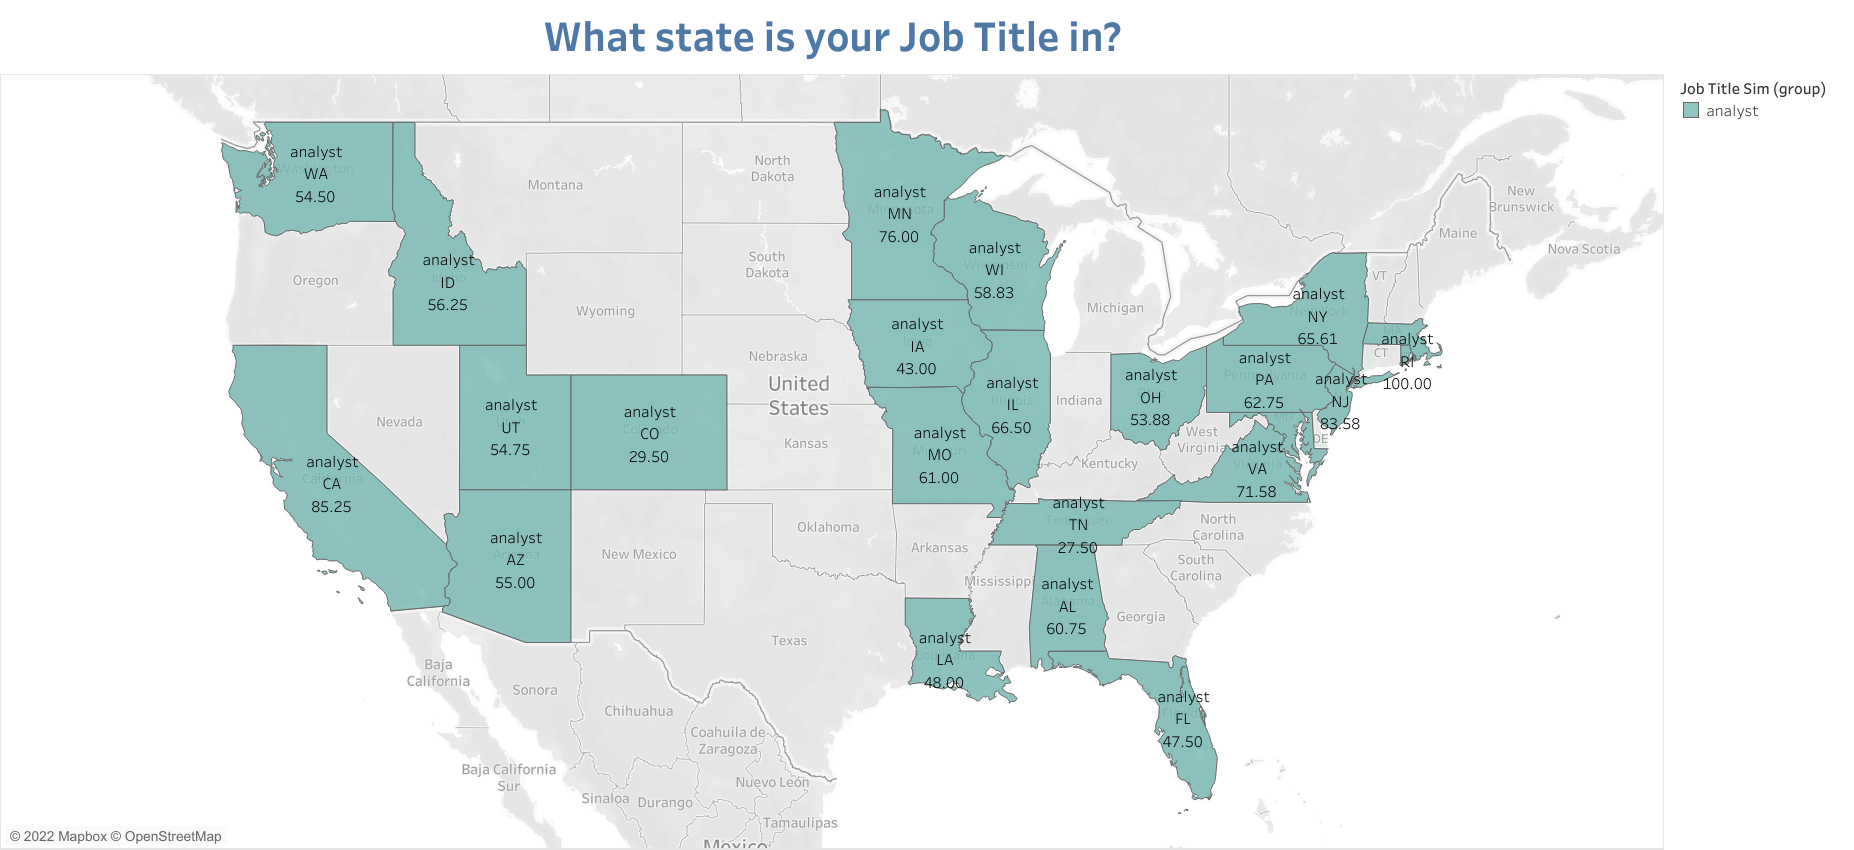 What state is your Job Title in?
Job Title Sim (group)
analyst
analyst
WA
54.50
Montana
North
Dakota
analyst
MN
76.00
analyst
WI
58.83
New
Brunswick
Maine
Nova Scotia
analyst
ID
56.25
Oregon
South
Dakota
VT
Wyoming
Michigan
analyst
NY
65.61
analyst
IA
43.00
analyst
RI
100.00
CT
Nebraska
United
States
analyst
PA
62.75
analyst
OH
53.88
analyst
NJ
83.58
analyst
IL
66.50
Indiana
Nevada
analyst
UT
54.75
analyst
CO
29.50
Kansas
analyst
MO
61.00
West
Virginia
DE
analyst
VA
71.58
Kentucky
analyst
CA
85.25
analyst
TN
27.50
North
Carolina
Oklahoma
analyst
AZ
55.00
New Mexico
Arkansas
South
Carolina
Mississippi
analyst
AL
60.75
Georgia
Texas
analyst
LA
48.00
analyst
FL
47.50
Baja
California
Sonora
Chihuahua
Coahuila de
Zaragoza
Baja California
Sur
Nuevo León
Sinaloa
Durango
Tamaulipas
Mexico
© 2022 Mapbox © OpenStreetMap